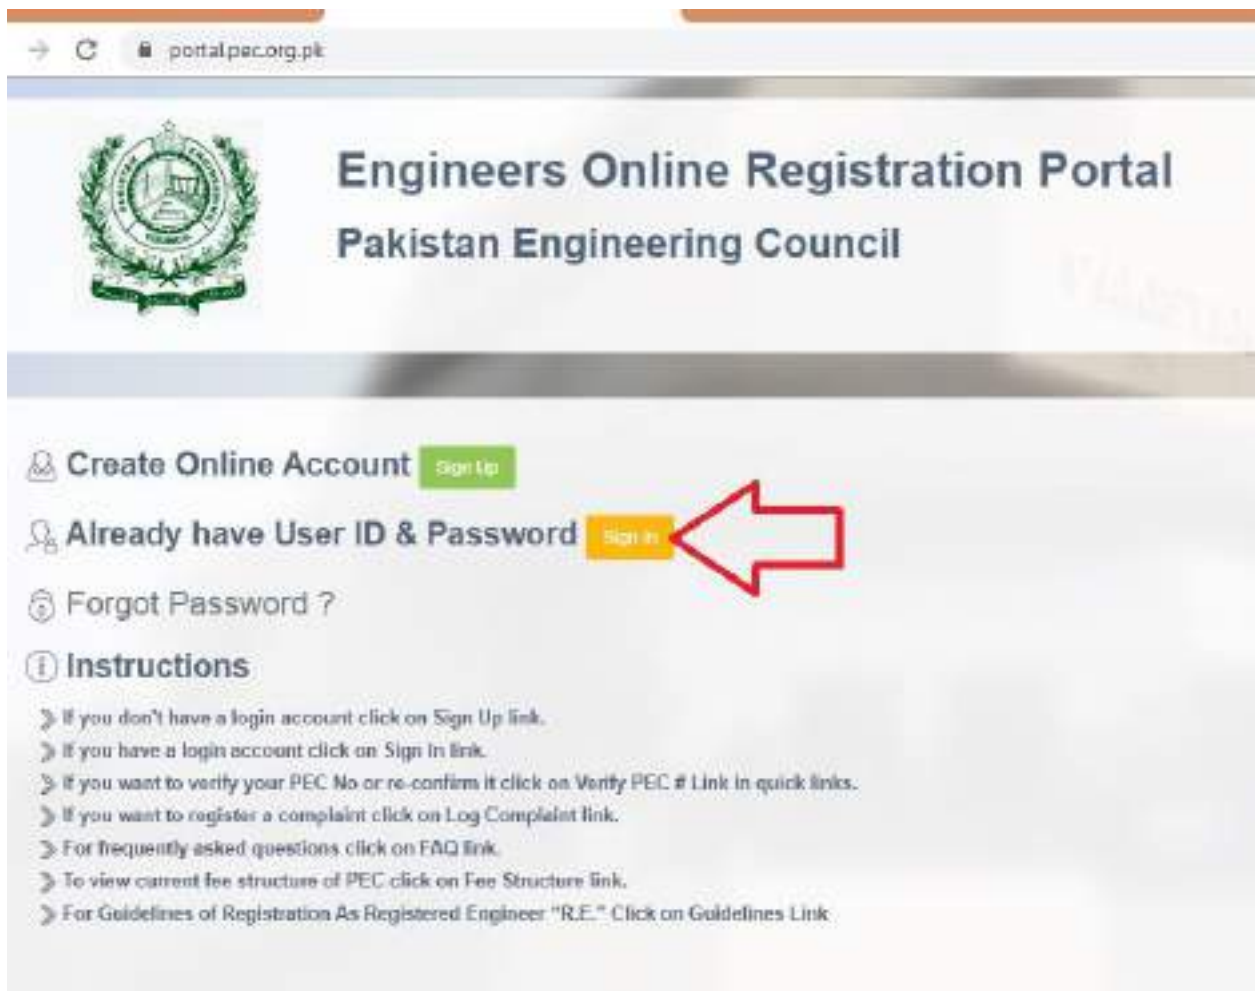 portal.pec.org.pk
Engineers Online Registration Portal
Pakistan Engineering Council
Create Online Account Sign Up
Already have User ID & Password Sign In
Forgot Password ?
Instructions
If you don't have a login account click on Sign Up link.
If you have a login account click on Sign In link.
If you want to verify your PEC No or re-confirm it click on Verify PEC # Link in quick links.
If you want to register a complaint click on Log Complaint link.
For frequently asked questions click on FAQ link.
To view current fee structure of PEC click on Fee Structure link.
For Guidelines of Registration As Registered Engineer "R.E." Click on Guidelines Link